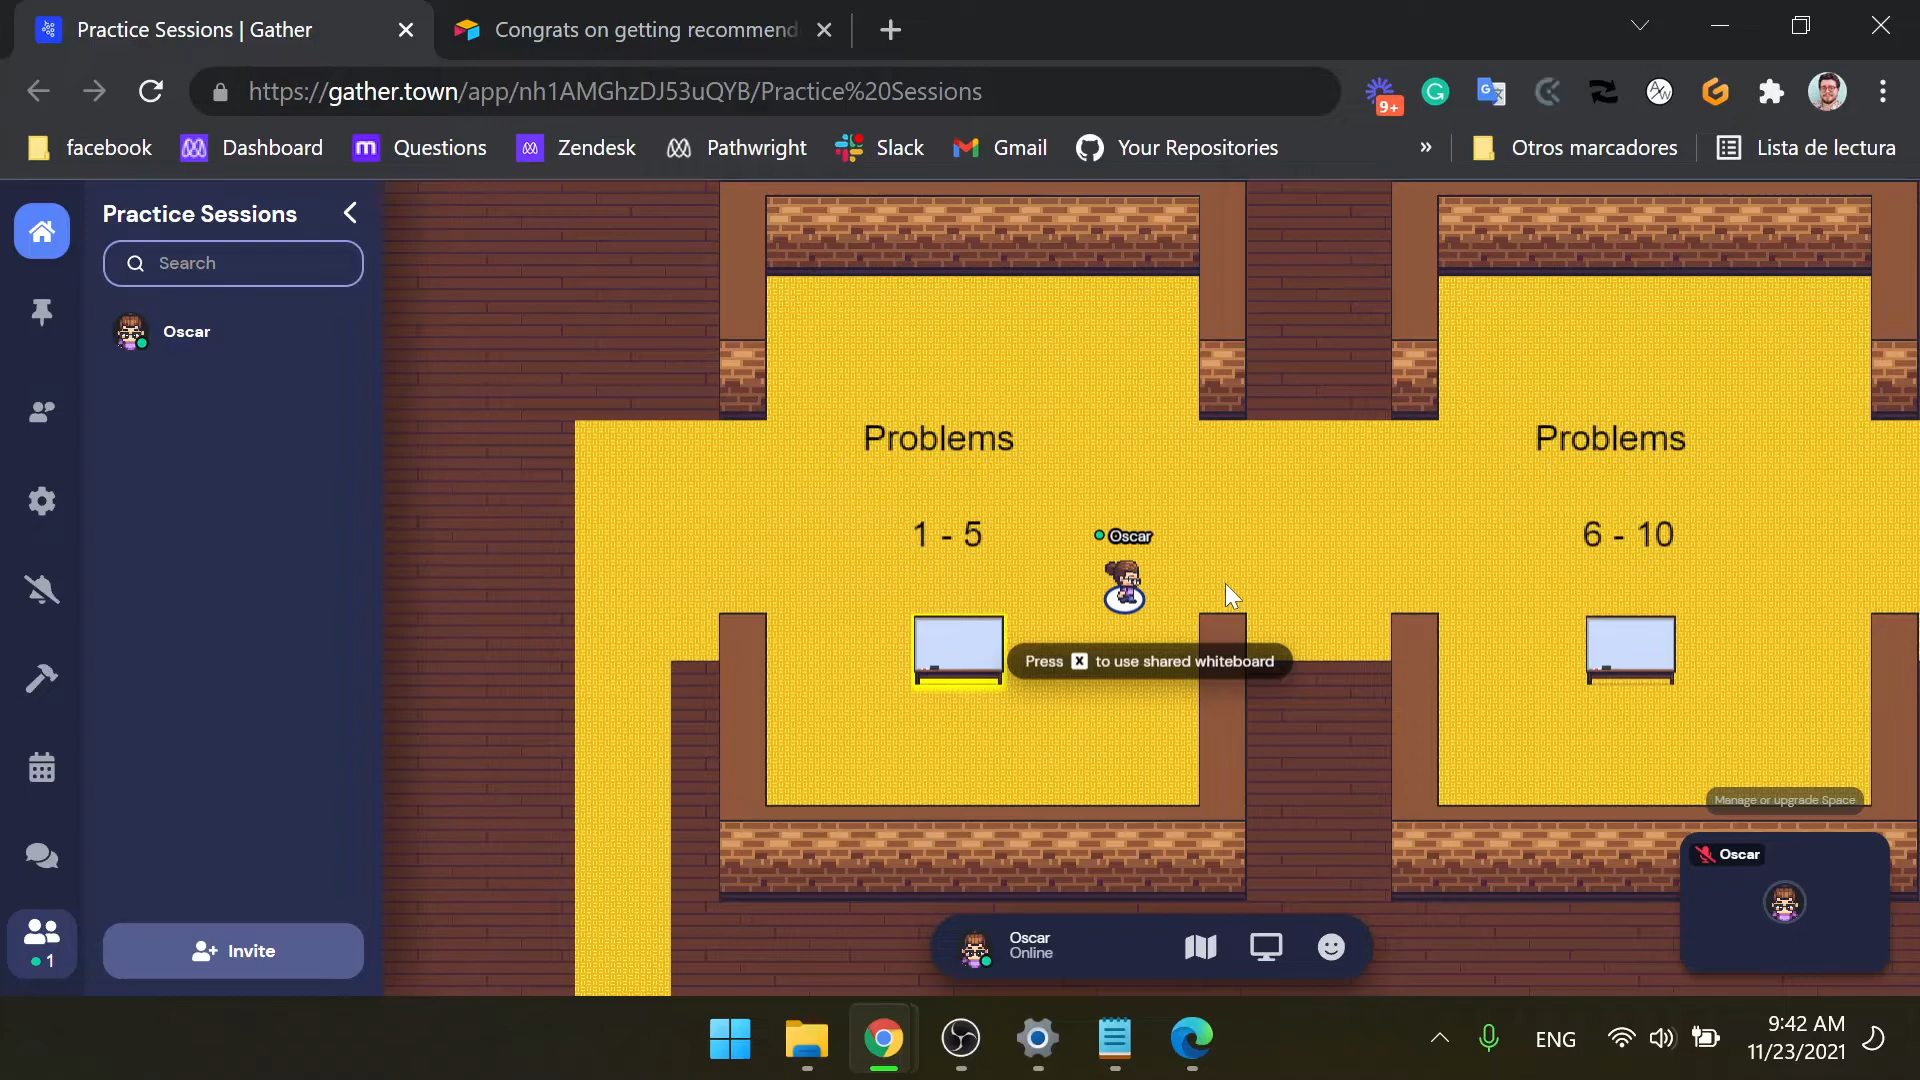 Practice Sessions | Gather
Congrats on getting recommend
https://gather.town/app/nh1AMGhzDJ53uQYB/Practice%20Sessions
9+
facebook
Dashboard
Questions
Zendesk
Pathwright
Slack
Gmail
Your Repositories
»
Otros marcadores
Lista de lectura
Practice Sessions
Search
Oscar
Problems
1 - 5
Oscar
Press X to use shared whiteboard
Problems
6 - 10
Manage or upgrade Space
Oscar
1
Invite
Oscar
Online
ENG
9:42 AM
11/23/2021